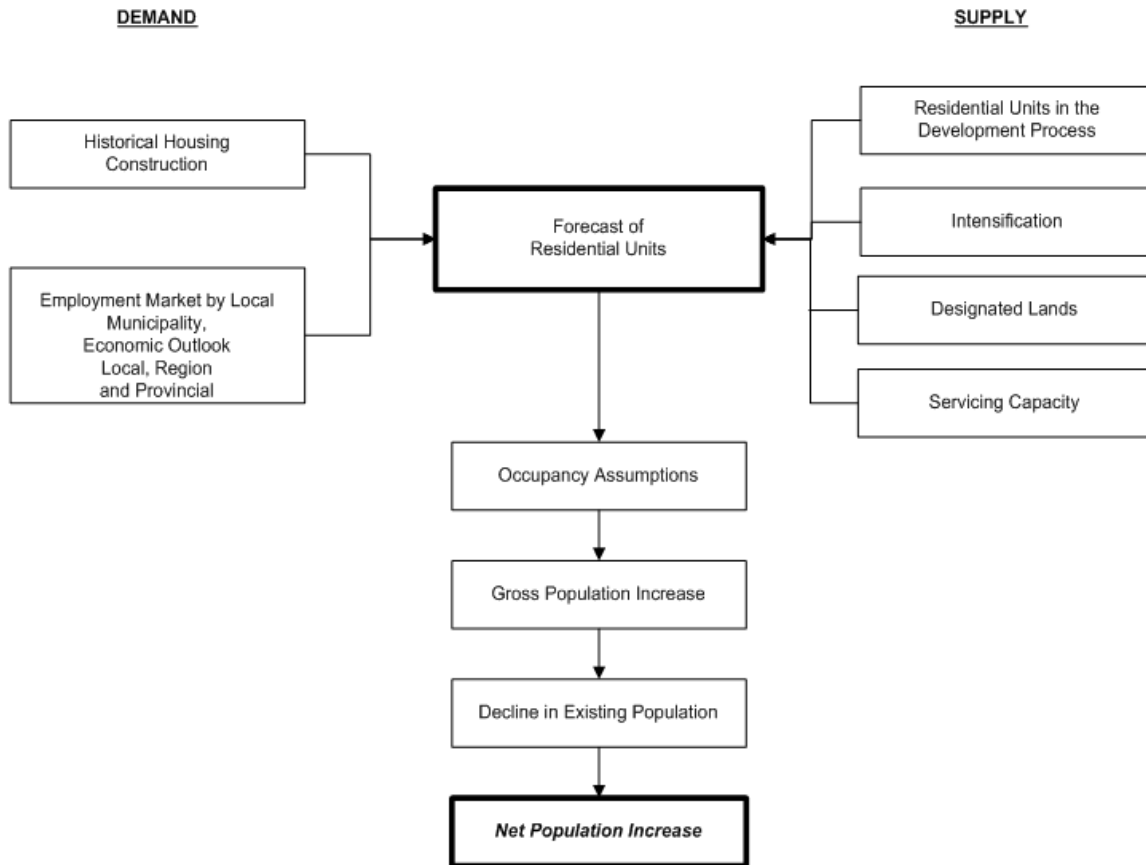 DEMAND
SUPPLY
Historical Housing
Construction
Employment Market by Local
Municipality,
Economic Outlook
Local, Region
and Provincial
Forecast of
Residential Units
Residential Units in the
Development Process
Intensification
Designated Lands
Servicing Capacity
Occupancy Assumptions
Gross Population Increase
Decline in Existing Population
Net Population Increase